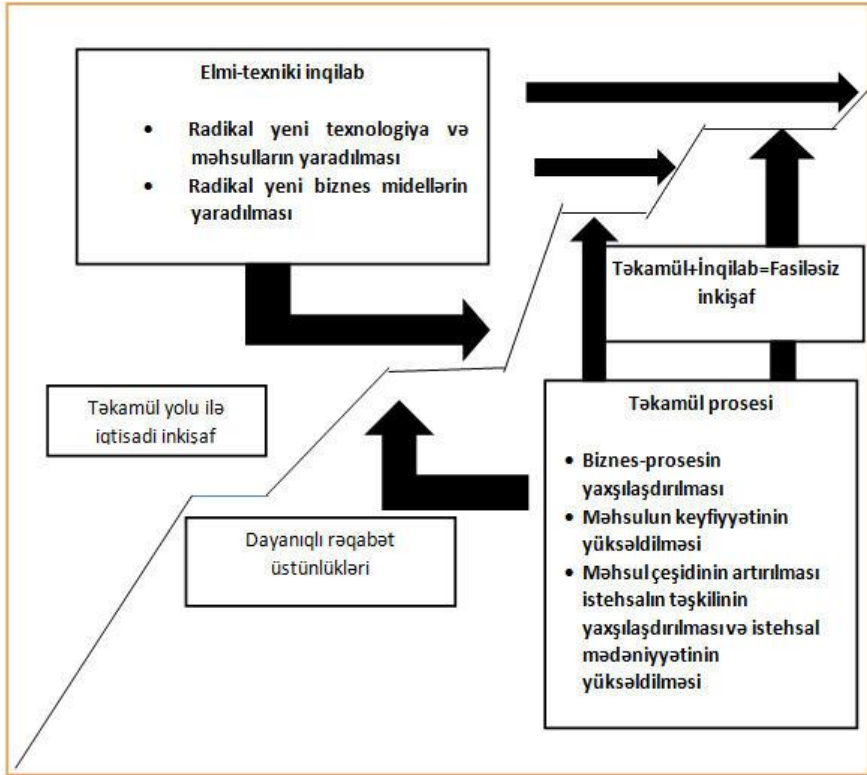 Elmi-texniki inqilab
• Radikal yeni texnologiya və
məhsulların yaradılması
• Radikal yeni biznes midellərin
yaradılması
Təkamül+İnqilab=Fasiləsiz
inkişaf
Təkamül yolu ilə
iqtisadi inkişaf
Təkamül prosesi
• Biznes-prosesin
yaxşılaşdırılması
• Məhsulun keyfiyyətinin
yüksəldilməsi
• Məhsul çeşidinin artırılması
istehsalın təşkilinin
yaxşılaşdırılması və istehsal
mədəniyyətinin
yüksəldilməsi
Dayanıqlı rəqabət
üstünlükləri